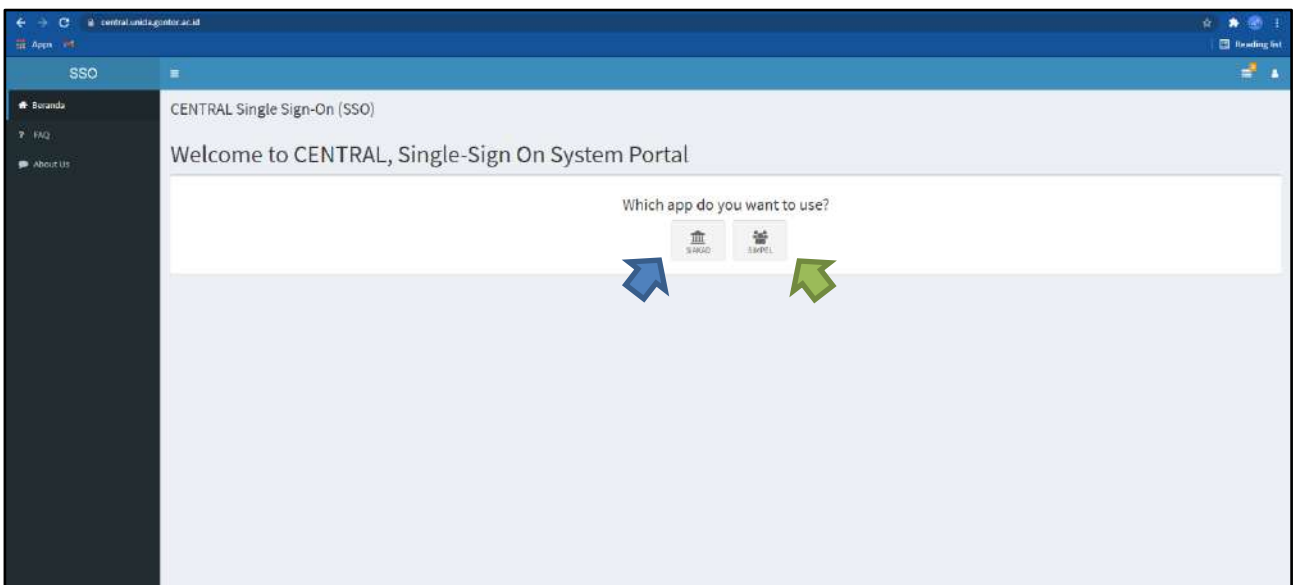 central.unida.gontor.ac.id
Apps
Reading list
SSO
Beranda
CENTRAL Single Sign-On (SSO)
? FAQ
Welcome to CENTRAL, Single-Sign On System Portal
About Us
Which app do you want to use?
SIAKAD SIMPEL